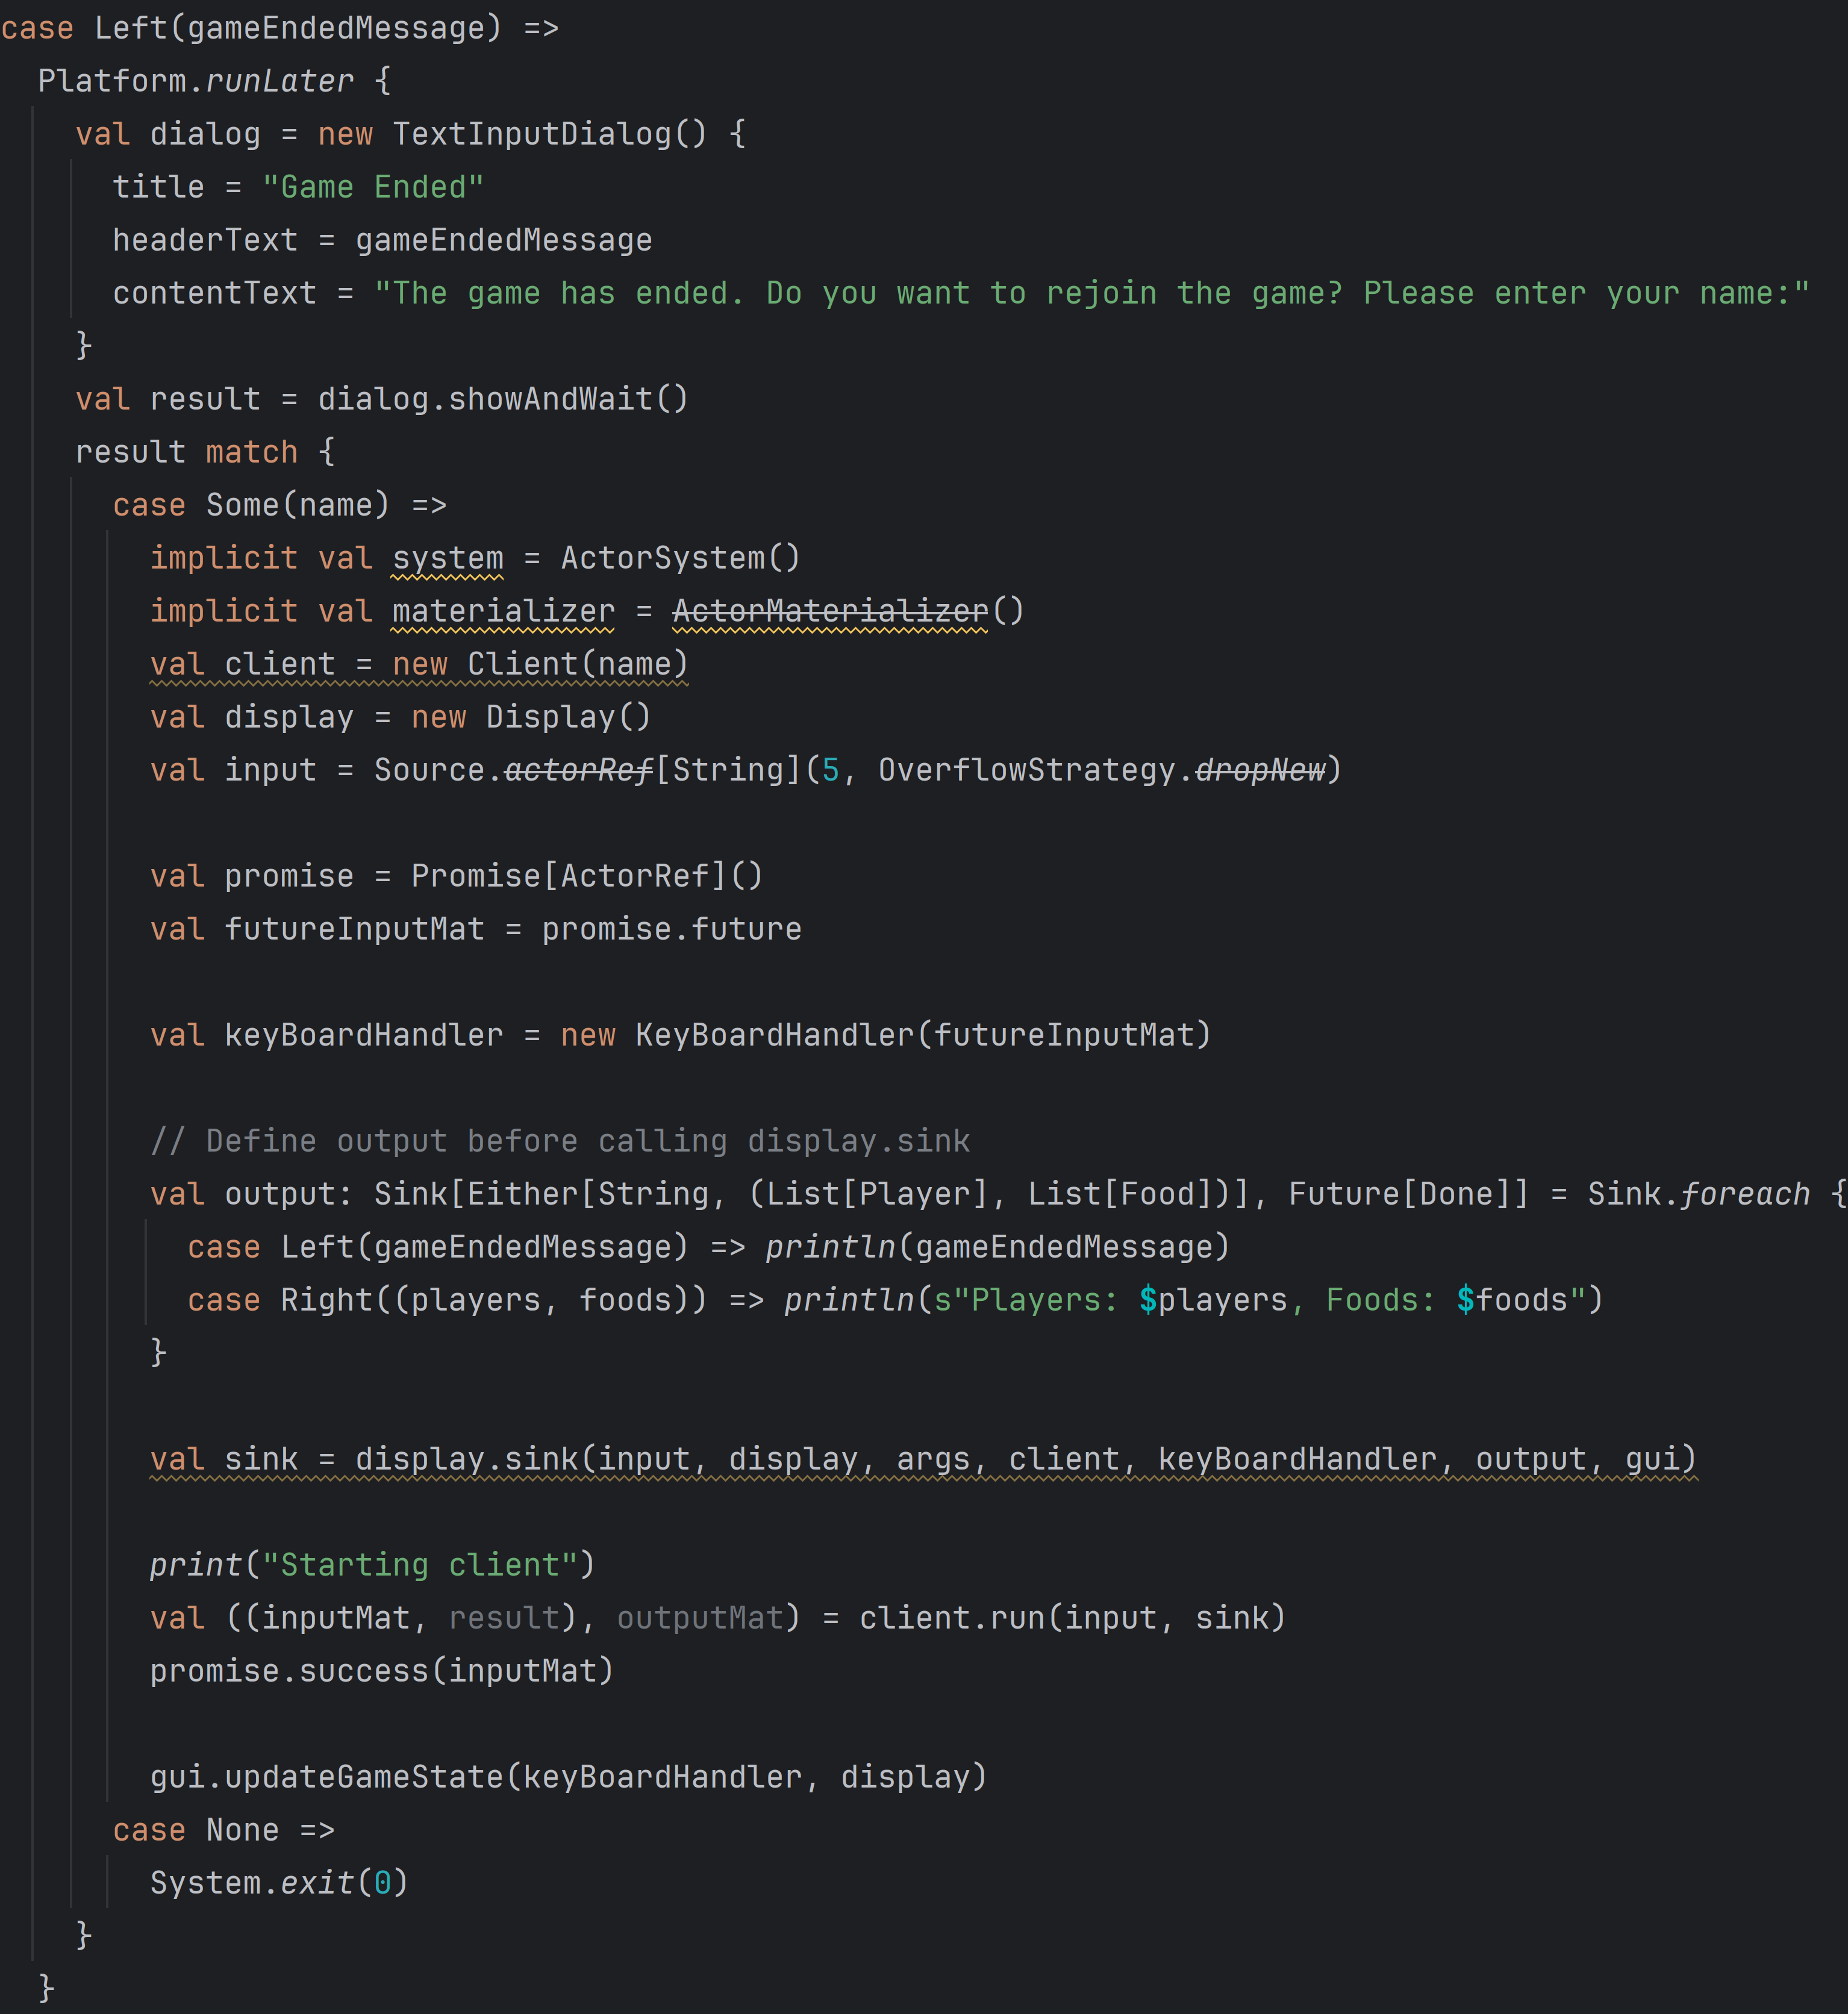 case Left(gameEndedMessage) =>
  Platform.runLater {
    val dialog = new TextInputDialog() {
      title = "Game Ended"
      headerText = gameEndedMessage
      contentText = "The game has ended. Do you want to rejoin the game? Please enter your name:"
    }
    val result = dialog.showAndWait()
    result match {
      case Some(name) =>
        implicit val system = ActorSystem()
        implicit val materializer = ActorMaterializer()
        val client = new Client(name)
        val display = new Display()
        val input = Source.actorRef[String](5, OverflowStrategy.dropNew)

        val promise = Promise[ActorRef]()
        val futureInputMat = promise.future

        val keyBoardHandler = new KeyBoardHandler(futureInputMat)

        // Define output before calling display.sink
        val output: Sink[Either[String, (List[Player], List[Food])], Future[Done]] = Sink.foreach {
          case Left(gameEndedMessage) => println(gameEndedMessage)
          case Right((players, foods)) => println(s"Players: $players, Foods: $foods")
        }

        val sink = display.sink(input, display, args, client, keyBoardHandler, output, gui)

        print("Starting client")
        val ((inputMat, result), outputMat) = client.run(input, sink)
        promise.success(inputMat)

        gui.updateGameState(keyBoardHandler, display)
      case None =>
        System.exit(0)
    }
  }